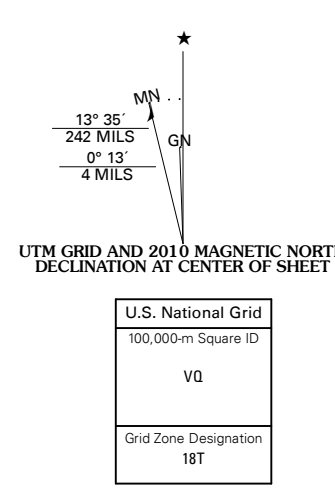 ★
MN
13° 35´
242 MILS
GN
0° 13´
4 MILS
UTM GRID AND 2010 MAGNETIC NORT
DECLINATION AT CENTER OF SHEET
U.S. National Grid
100,000-m Square ID
VQ
Grid Zone Designation
18T